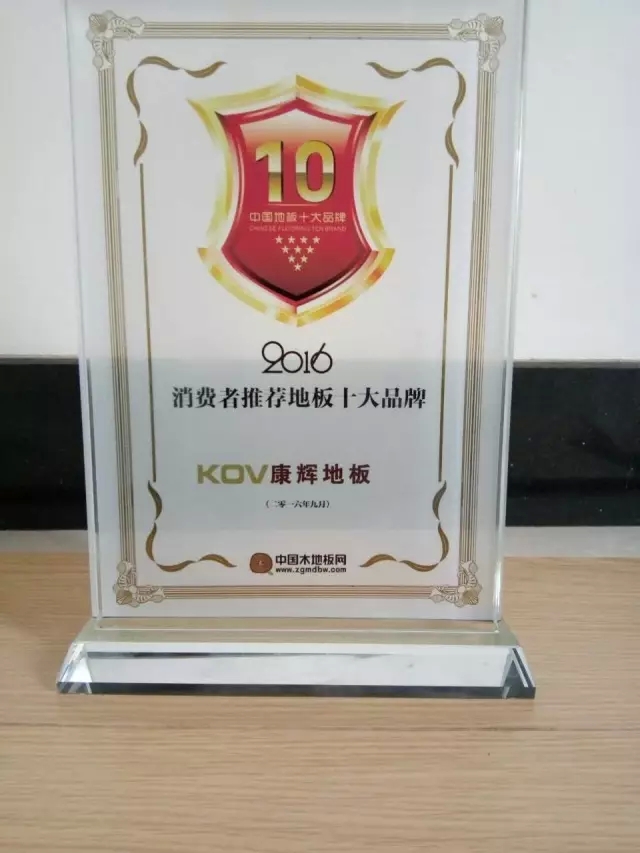 10
中国地板十大品牌
CHINESE FLOORING TEN BRAND
2016
消费者推荐地板十大品牌
KOV康辉地板
(二零一六年九月)
中国木地板网
www.zgmdbw.com